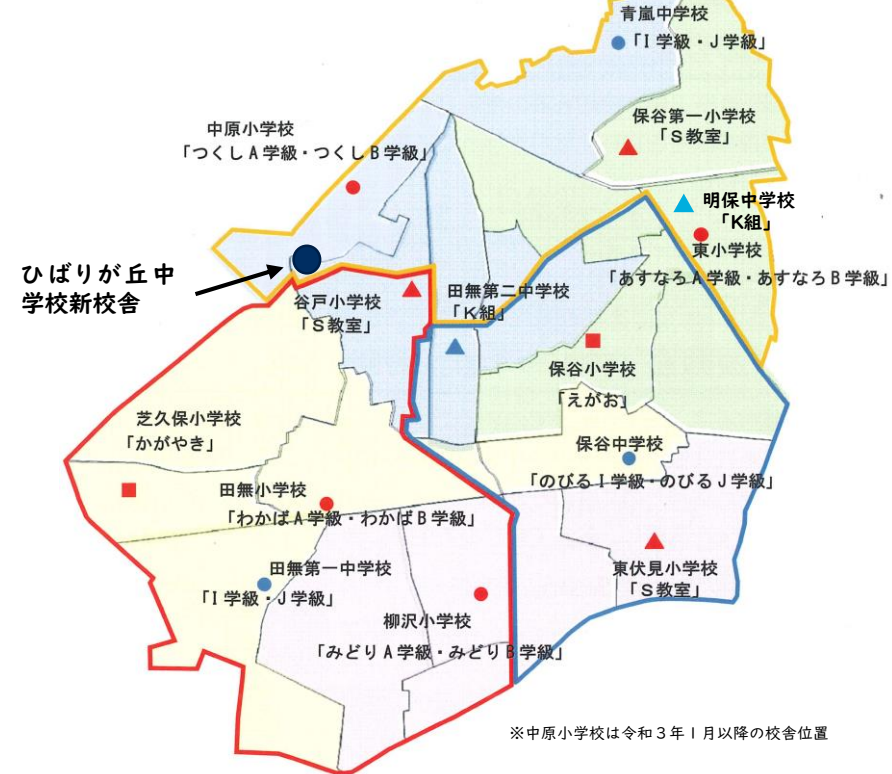 青嵐中学校
「I学級・J学級」
保谷第一小学校
「S教室」
中原小学校
「つくしA学級・つくしB学級」
明保中学校
「K組」
東小学校
「あすなろA学級・あすなろB学級」
ひばりが丘中
学校新校舎
谷戸小学校
「S教室」
田無第二中学校
「K組」
保谷小学校
「えがお」
芝久保小学校
「かがやき」
保谷中学校
「のびるI学級・のびるJ学級」
田無小学校
「わかばA学級・わかばB学級」
田無第一中学校
「I学級・J学級」
東伏見小学校
「S教室」
柳沢小学校
「みどりA学級・みどりB学級」
※中原小学校は令和3年1月以降の校舎位置